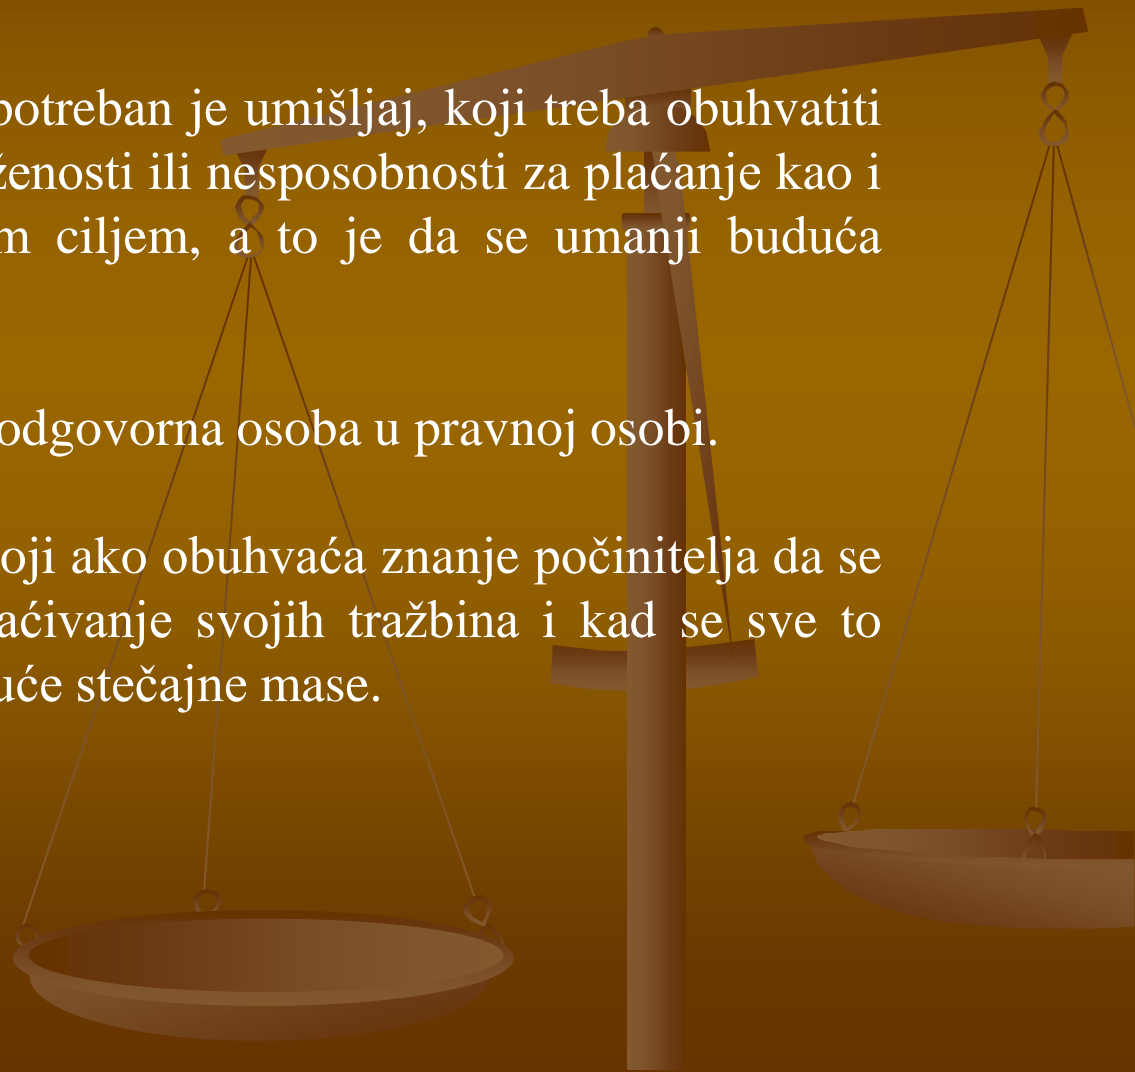 potreban je umišljaj, koji treba obuhvatiti
ženosti ili nesposobnosti za plaćanje kao i
m ciljem, a to je da se umanji buduća
odgovorna osoba u pravnoj osobi.
oji ako obuhvaća znanje počinitelja da se
aćivanje svojih tražbina i kad se sve to
uće stečajne mase.